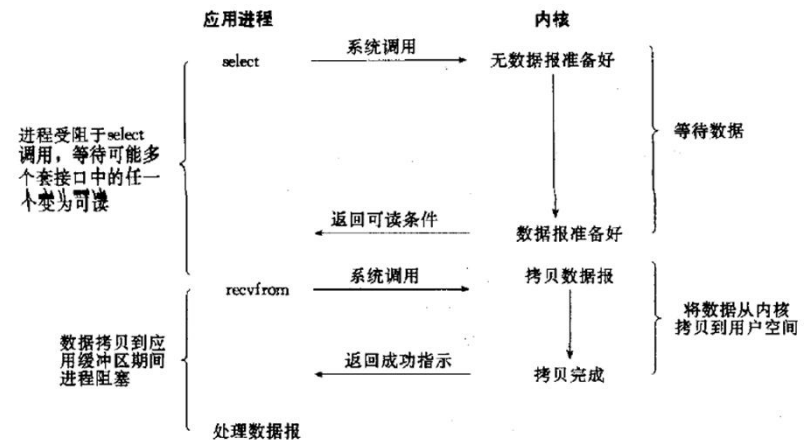 应用进程
内核
select
系统调用
无数据报准备好
进程受阻于select
调用，等待可能多
个套接口中的任一
个变为可读
等待数据
返回可读条件
数据报准备好
recvfrom
系统调用
拷贝数据报
数据拷贝到应
用缓冲区期间
进程阻塞
将数据从内核
拷贝到用户空间
返回成功指示
拷贝完成
处理数据报